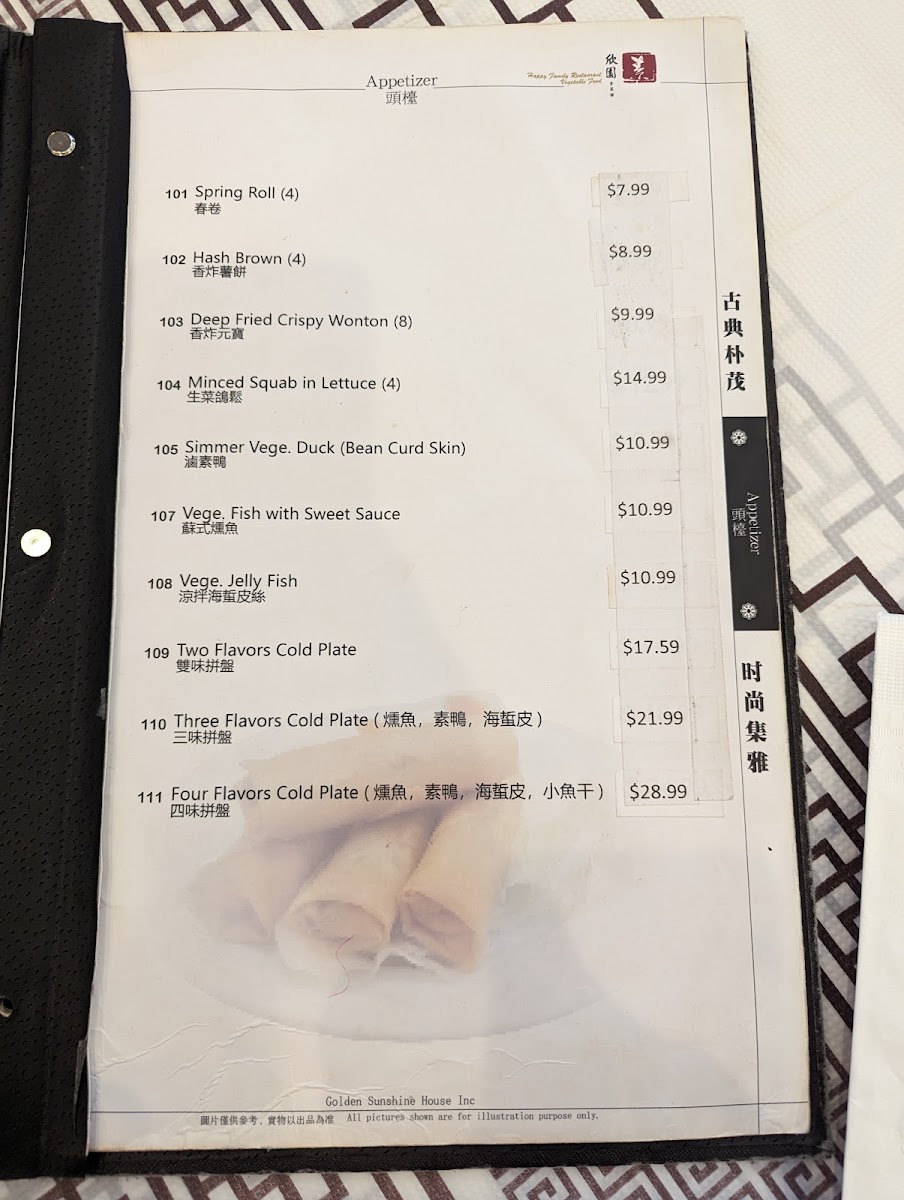 Appetizer
頭檯
Happy Family Restaurant
Vegetable Food
欣園
101 Spring Roll (4) $7.99
春卷
102 Hash Brown (4) $8.99
香炸薯餅
103 Deep Fried Crispy Wonton (8) $9.99
香炸元寶
104 Minced Squab in Lettuce (4) $14.99
生菜鴿鬆
105 Simmer Vege. Duck (Bean Curd Skin) $10.99
滷素鴨
107 Vege. Fish with Sweet Sauce $10.99
蘇式燻魚
108 Vege. Jelly Fish $10.99
涼拌海蜇皮絲
109 Two Flavors Cold Plate $17.59
雙味拼盤
110 Three Flavors Cold Plate ( 燻魚，素鴨，海蜇皮 ) $21.99
三味拼盤
111 Four Flavors Cold Plate ( 燻魚，素鴨，海蜇皮，小魚干 ) $28.99
四味拼盤
古典朴茂
Appetizer
頭檯
时尚集雅
Golden Sunshine House Inc
圖片僅供參考，實物以出品為准 All pictures shown are for illustration purpose only.